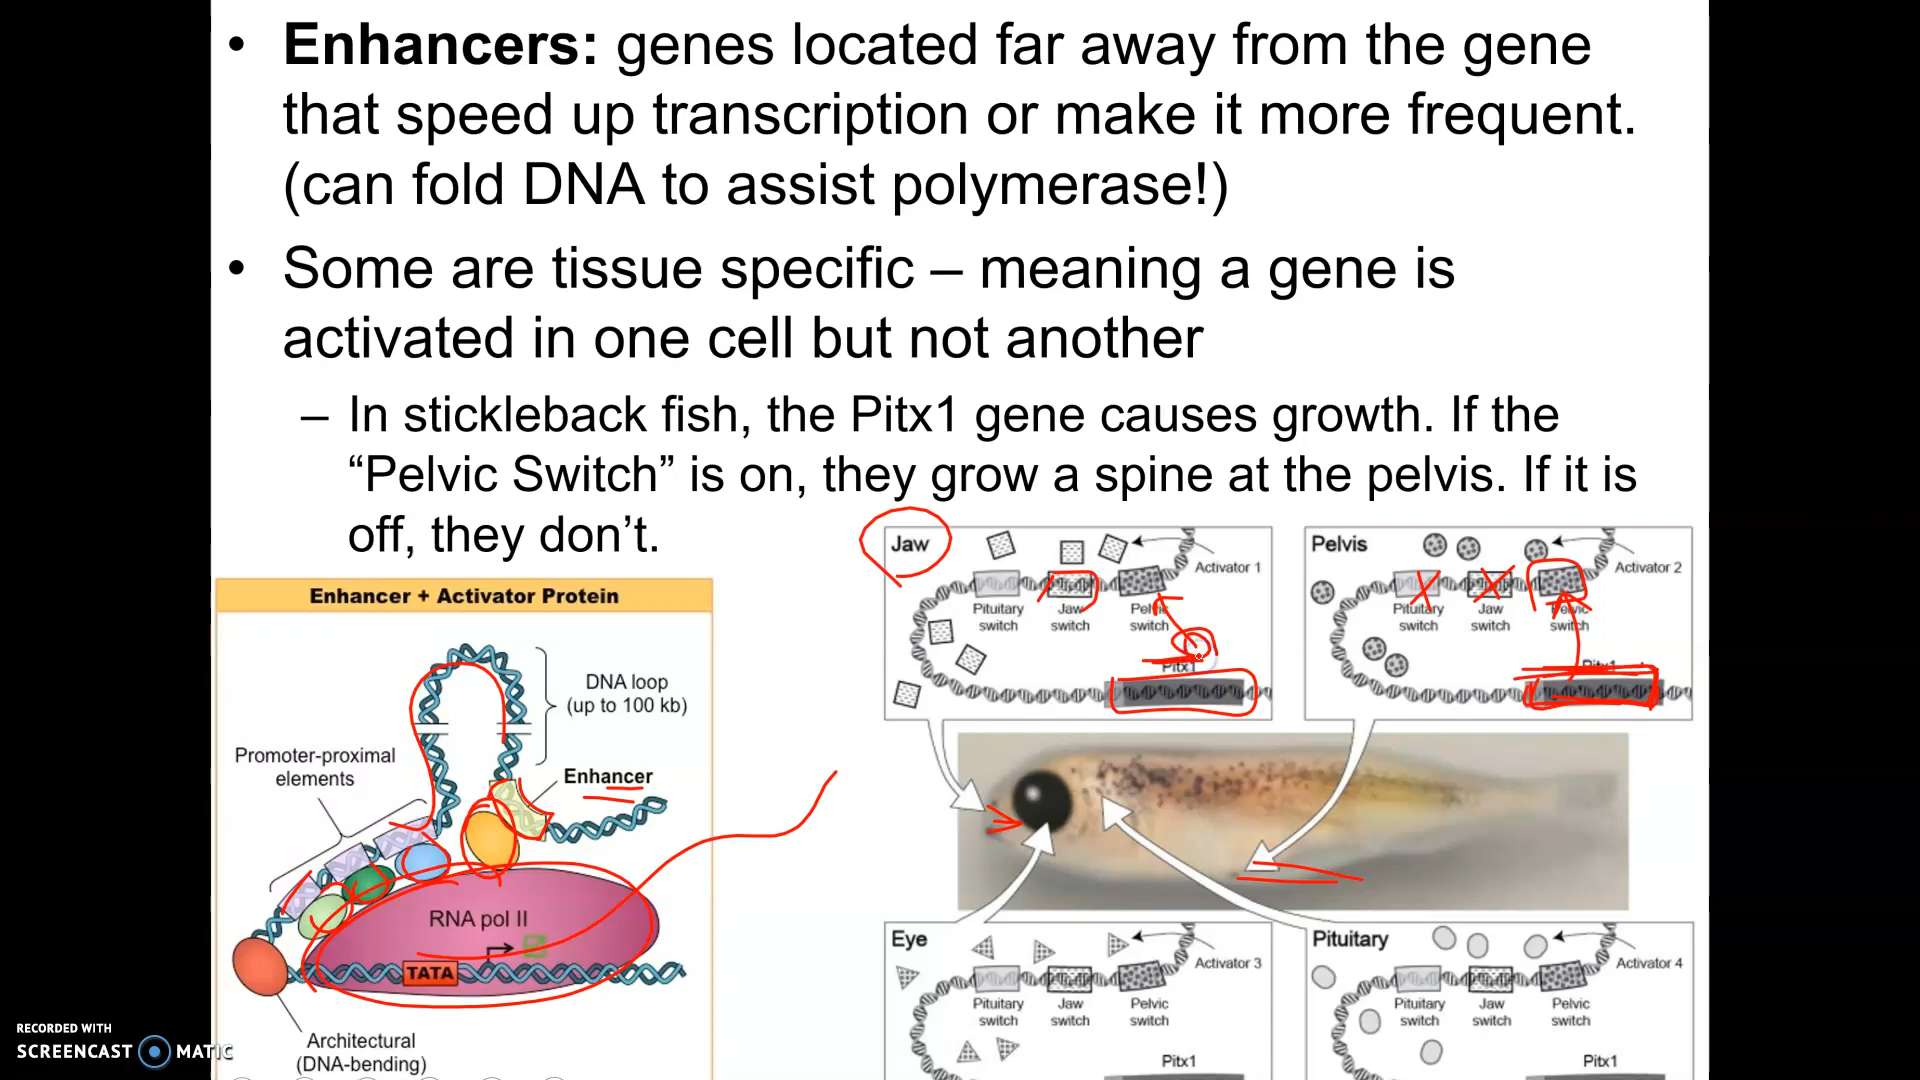 • Enhancers: genes located far away from the gene
that speed up transcription or make it more frequent.
(can fold DNA to assist polymerase!)
• Some are tissue specific – meaning a gene is
activated in one cell but not another
– In stickleback fish, the Pitx1 gene causes growth. If the
“Pelvic Switch” is on, they grow a spine at the pelvis. If it is
off, they don’t.
Enhancer + Activator Protein
DNA loop
(up to 100 kb)
Promoter-proximal
elements
Enhancer
RNA pol II
TATA
Architectural
(DNA-bending)
Jaw
Activator 1
Pituitary
switch
Jaw
switch
Pelvic
switch
Pitx1
Pelvis
Activator 2
Pituitary
switch
Jaw
switch
Pelvic
switch
Pitx1
Eye
Activator 3
Pituitary
switch
Jaw
switch
Pelvic
switch
Pitx1
Pituitary
Activator 4
Pituitary
switch
Jaw
switch
Pelvic
switch
Pitx1
RECORDED WITH
SCREENCAST MATIC